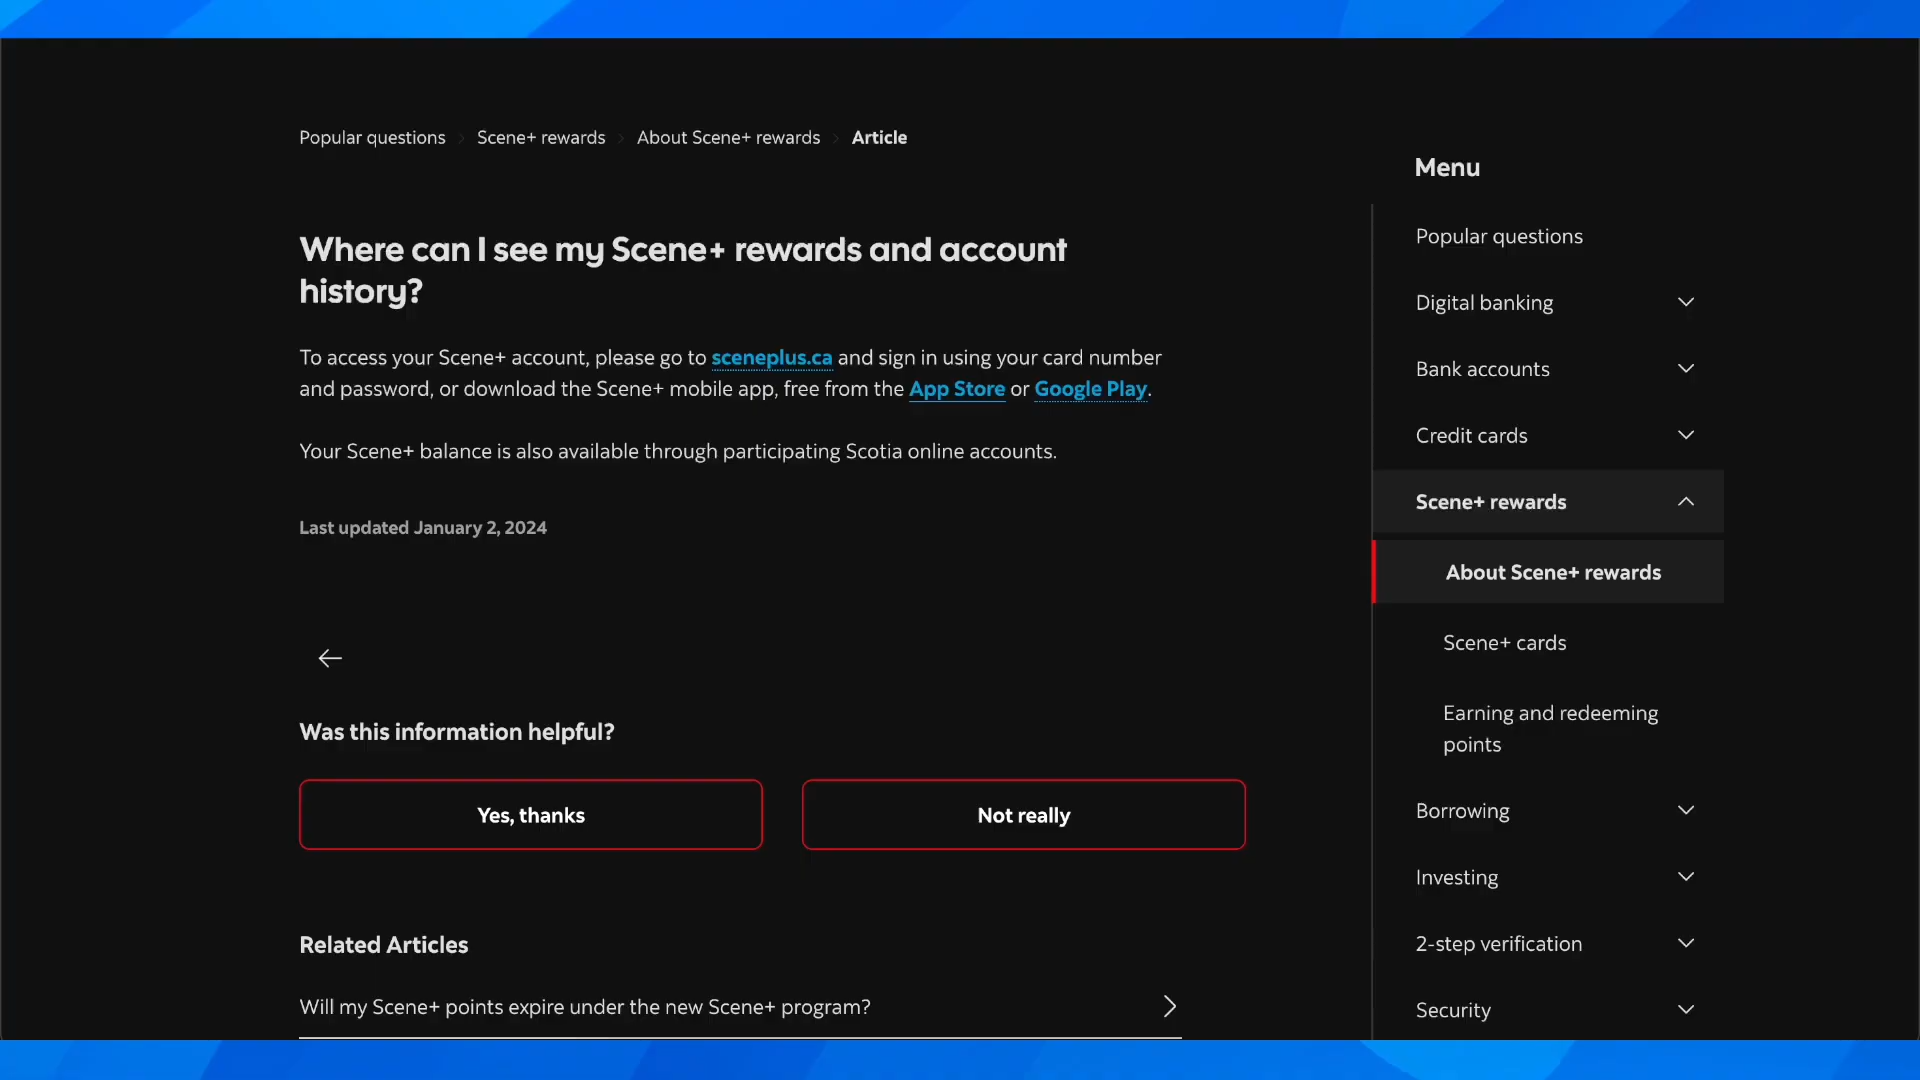 Popular questions > Scene+ rewards > About Scene+ rewards > Article
Where can I see my Scene+ rewards and account
history?
To access your Scene+ account, please go to sceneplus.ca and sign in using your card number
and password, or download the Scene+ mobile app, free from the App Store or Google Play.
Your Scene+ balance is also available through participating Scotia online accounts.
Last updated January 2, 2024
Was this information helpful?
Yes, thanks
Not really
Related Articles
Will my Scene+ points expire under the new Scene+ program?
Menu
Popular questions
Digital banking
Bank accounts
Credit cards
Scene+ rewards
About Scene+ rewards
Scene+ cards
Earning and redeeming
points
Borrowing
Investing
2-step verification
Security